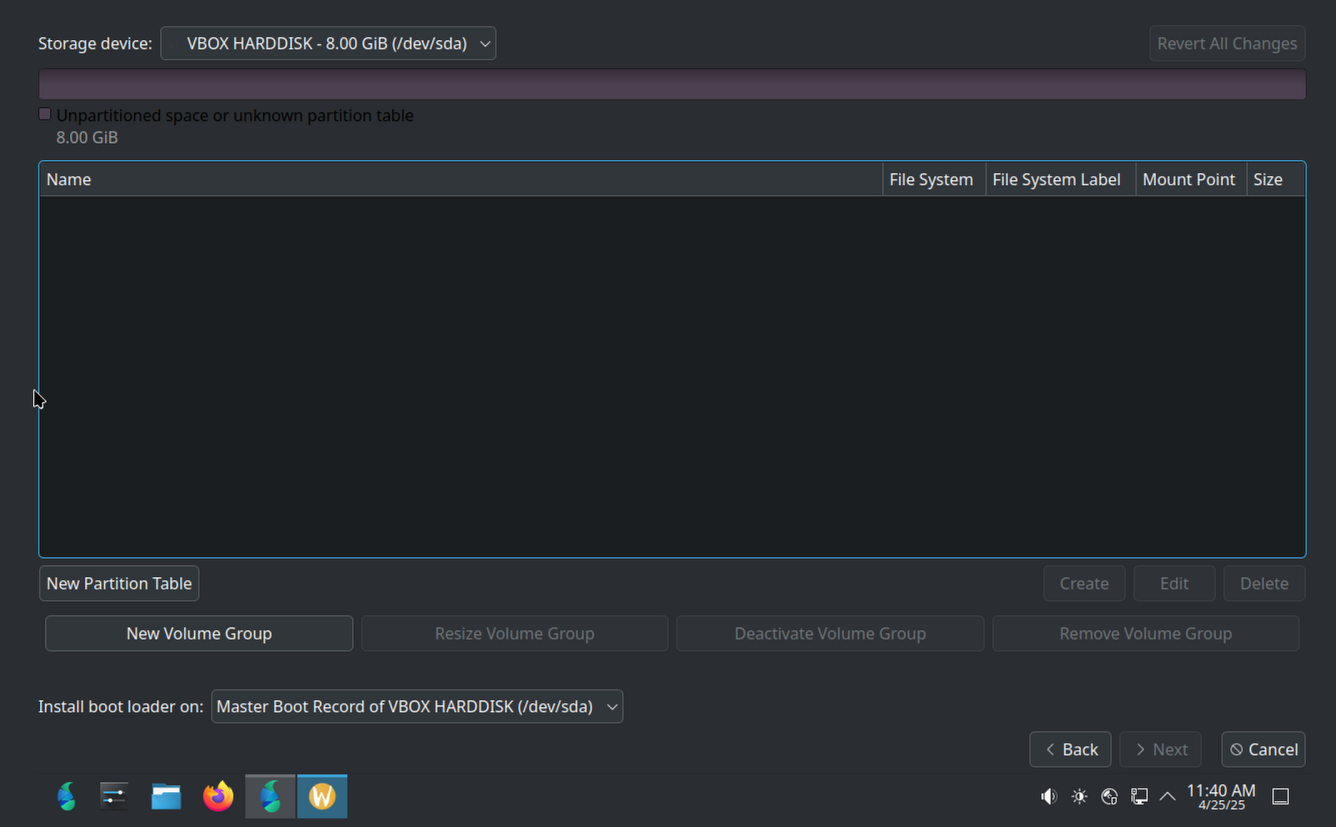 Storage device: VBOX HARDDISK - 8.00 GiB (/dev/sda) Revert All Changes
Unpartitioned space or unknown partition table
8.00 GiB
Name File System File System Label Mount Point Size
New Partition Table Create Edit Delete
New Volume Group Resize Volume Group Deactivate Volume Group Remove Volume Group
Install boot loader on: Master Boot Record of VBOX HARDDISK (/dev/sda)
Back Next Cancel
W
11:40 AM
4/25/25